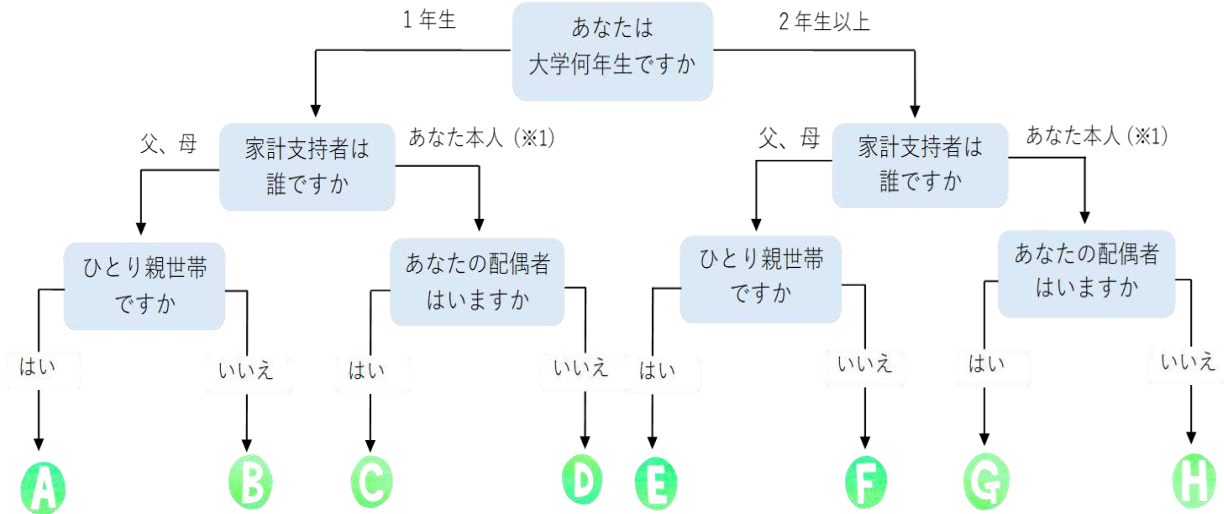 1 年生
あなたは
大学何年生ですか
2 年生以上
父、母
家計支持者は
誰ですか
あなた本人 (※1)
父、母
家計支持者は
誰ですか
あなた本人 (※1)
ひとり親世帯
ですか
あなたの配偶者
はいますか
ひとり親世帯
ですか
あなたの配偶者
はいますか
はい
いいえ
はい
いいえ
はい
いいえ
はい
いいえ
A
B
C
D
E
F
G
H